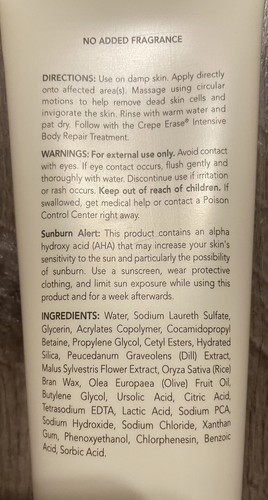 NO ADDED FRAGRANCE
DIRECTIONS: Use on damp skin. Apply directly
onto affected area(s). Massage using circular
motions to help remove dead skin cells and
invigorate the skin. Rinse with warm water and
pat dry. Follow with the Crepe Erase® Intensive
Body Repair Treatment.
WARNINGS: For external use only. Avoid contact
with eyes. If eye contact occurs, flush gently and
thoroughly with water. Discontinue use if irritation
or rash occurs. Keep out of reach of children. If
swallowed, get medical help or contact a Poison
Control Center right away.
Sunburn Alert: This product contains an alpha
hydroxy acid (AHA) that may increase your skin's
sensitivity to the sun and particularly the possibility
of sunburn. Use a sunscreen, wear protective
clothing, and limit sun exposure while using this
product and for a week afterwards.
INGREDIENTS: Water, Sodium Laureth Sulfate,
Glycerin, Acrylates Copolymer, Cocamidopropyl
Betaine, Propylene Glycol, Cetyl Esters, Hydrated
Silica, Peucedanum Graveolens (Dill) Extract,
Malus Sylvestris Flower Extract, Oryza Sativa (Rice)
Bran Wax, Olea Europaea (Olive) Fruit Oil,
Butylene Glycol, Ursolic Acid, Citric Acid,
Tetrasodium EDTA, Lactic Acid, Sodium PCA,
Sodium Hydroxide, Sodium Chloride, Xanthan
Gum, Phenoxyethanol, Chlorphenesin, Benzoic
Acid, Sorbic Acid.